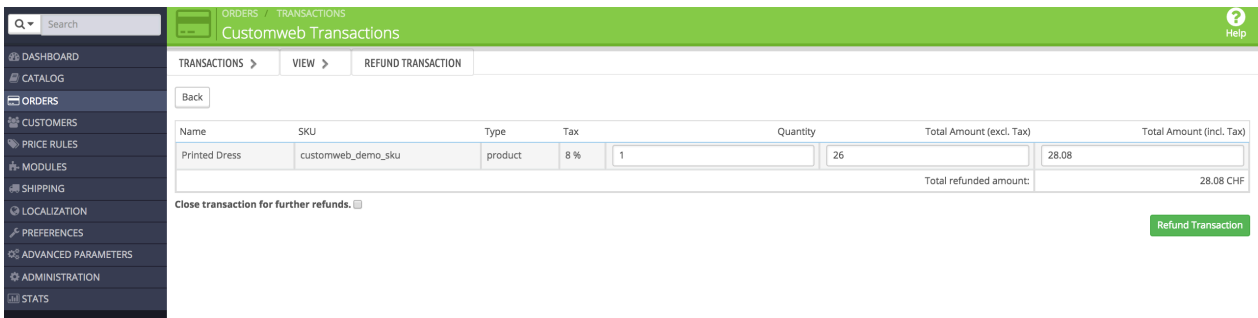 Search
DASHBOARD
CATALOG
ORDERS
CUSTOMERS
PRICE RULES
MODULES
SHIPPING
LOCALIZATION
PREFERENCES
ADVANCED PARAMETERS
ADMINISTRATION
STATS
ORDERS / TRANSACTIONS
Customweb Transactions
? Help
TRANSACTIONS > VIEW > REFUND TRANSACTION
Back
Name SKU Type Tax Quantity Total Amount (excl. Tax) Total Amount (incl. Tax)
Printed Dress customweb_demo_sku product 8 % 1 26 28.08
Total refunded amount: 28.08 CHF
Close transaction for further refunds.
Refund Transaction